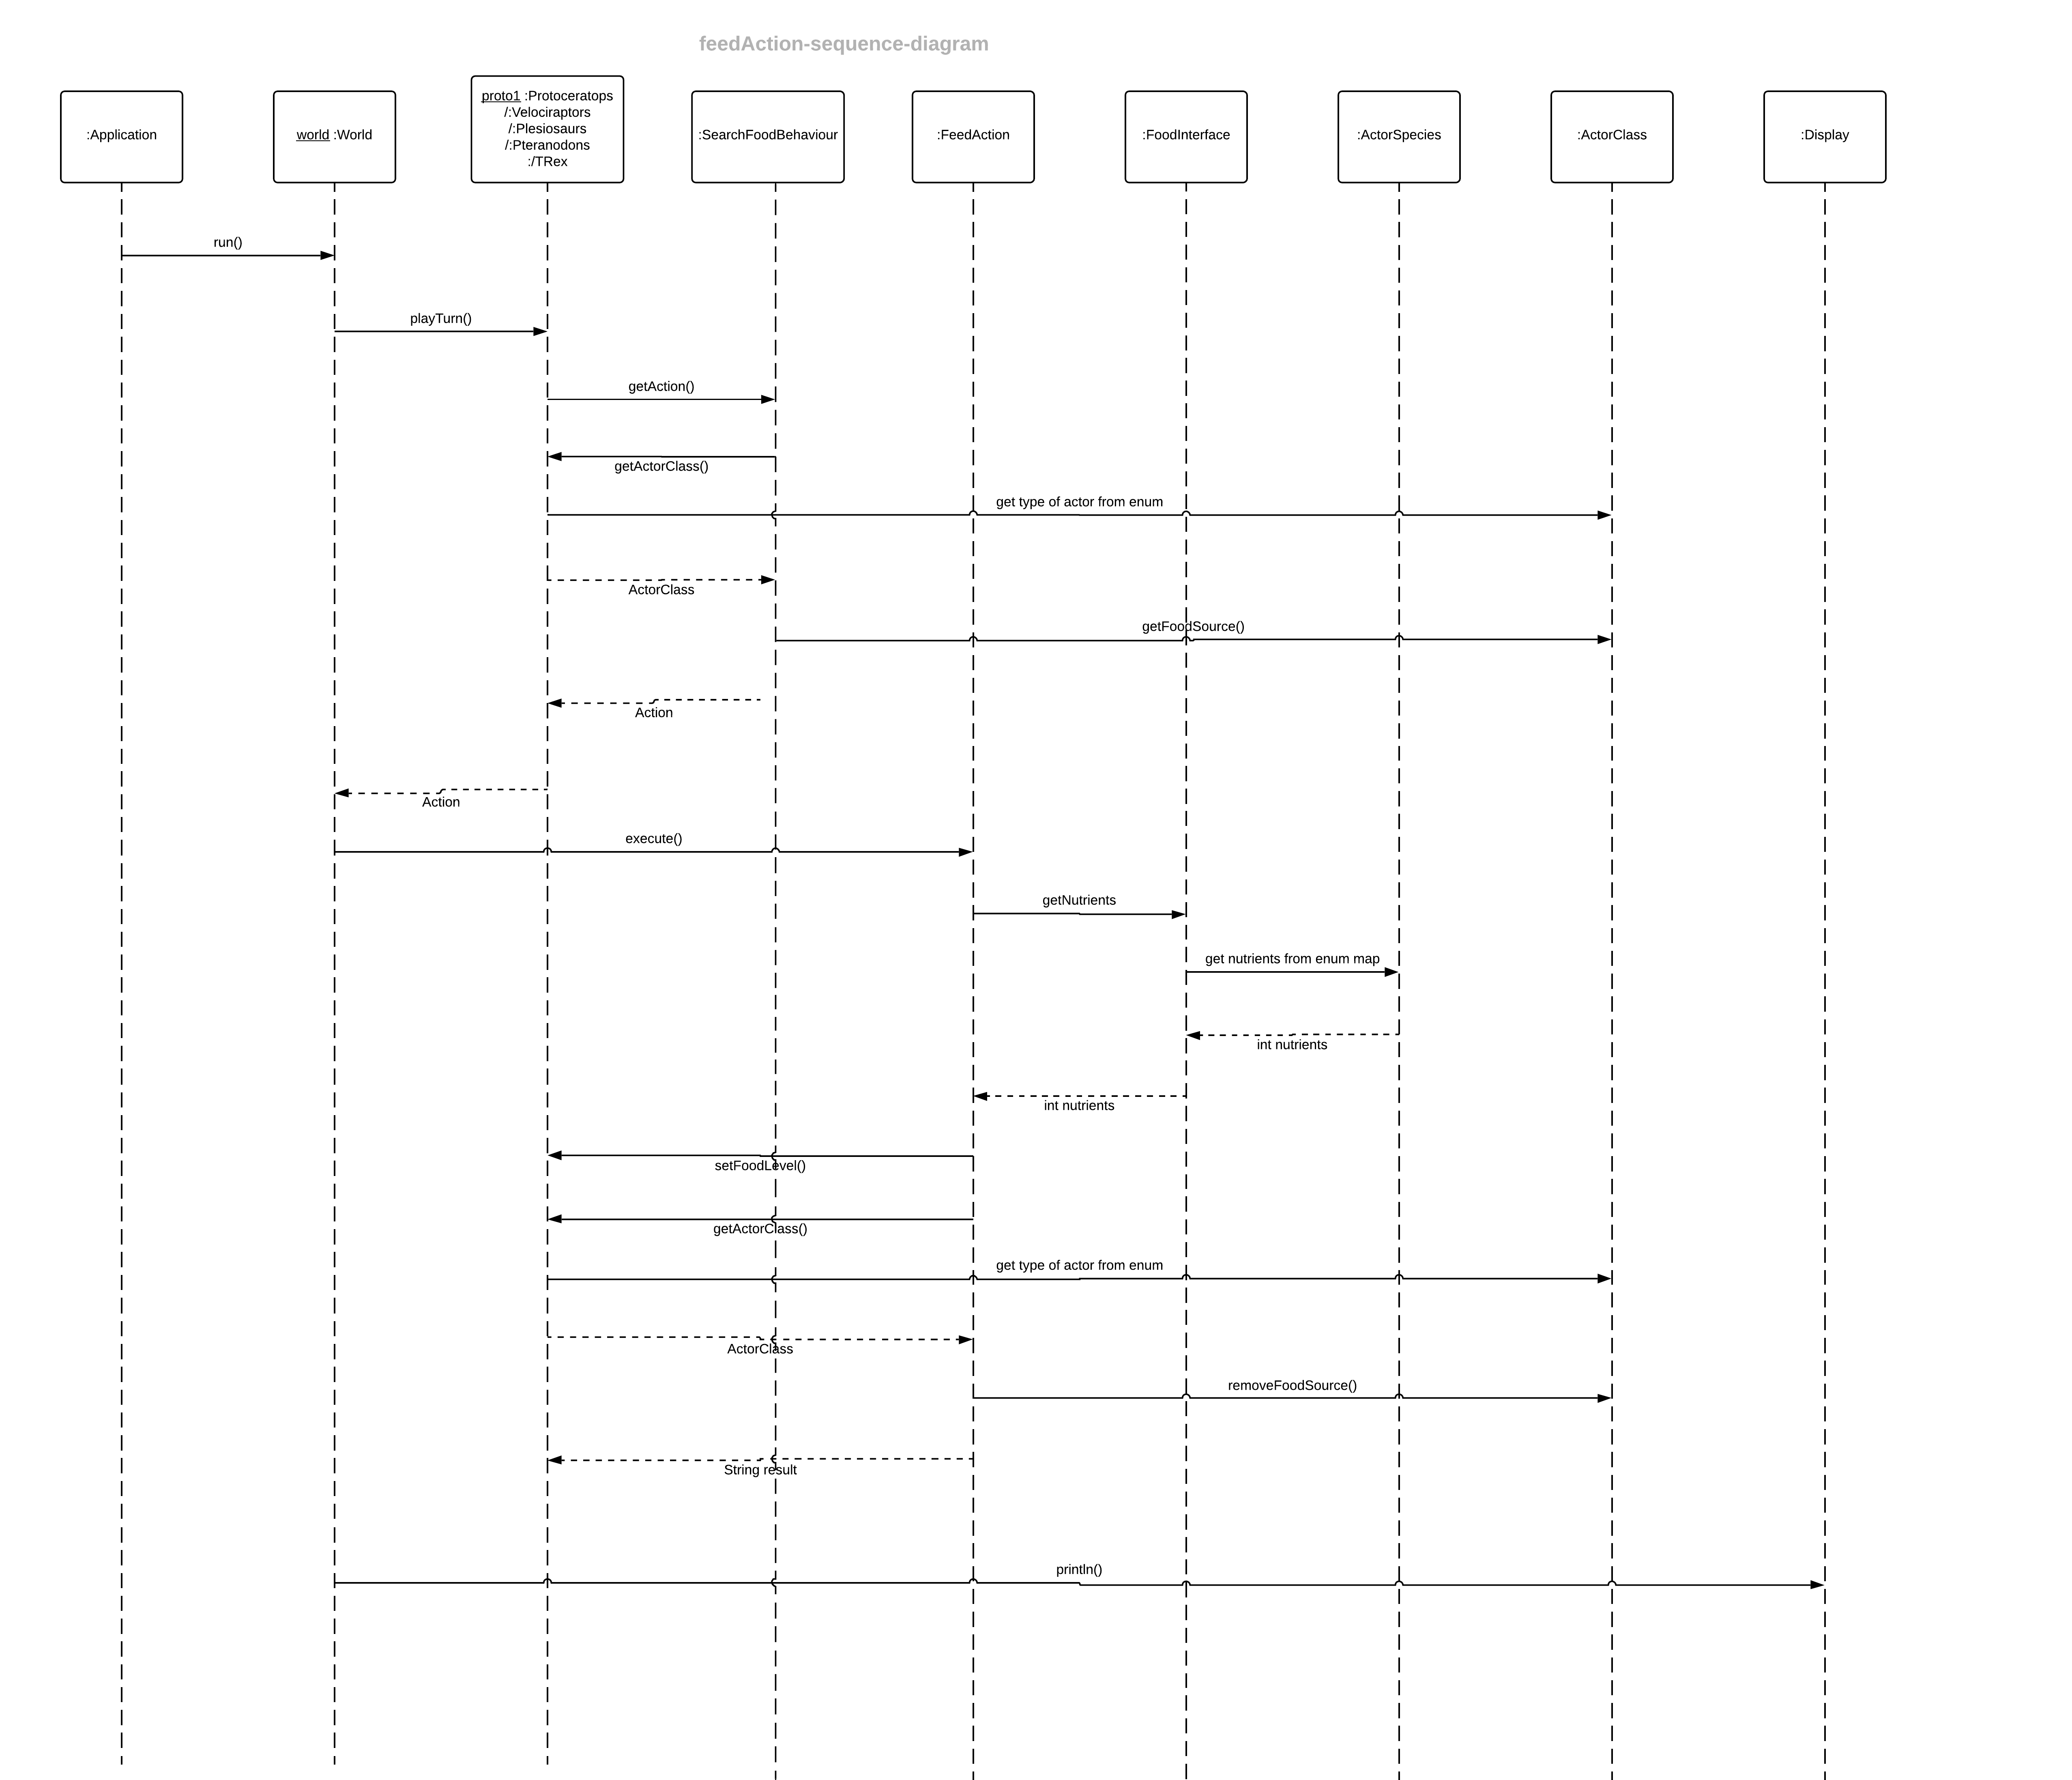 feedAction-sequence-diagram
:Application
world :World
proto1 :Protoceratops
/:Velociraptors
/:Plesiosaurs
/:Pteranodons
:/TRex
:SearchFoodBehaviour
:FeedAction
:FoodInterface
:ActorSpecies
:ActorClass
:Display
run()
playTurn()
getAction()
getActorClass()
get type of actor from enum
ActorClass
getFoodSource()
Action
Action
execute()
getNutrients
get nutrients from enum map
int nutrients
int nutrients
setFoodLevel()
getActorClass()
get type of actor from enum
ActorClass
removeFoodSource()
String result
println()